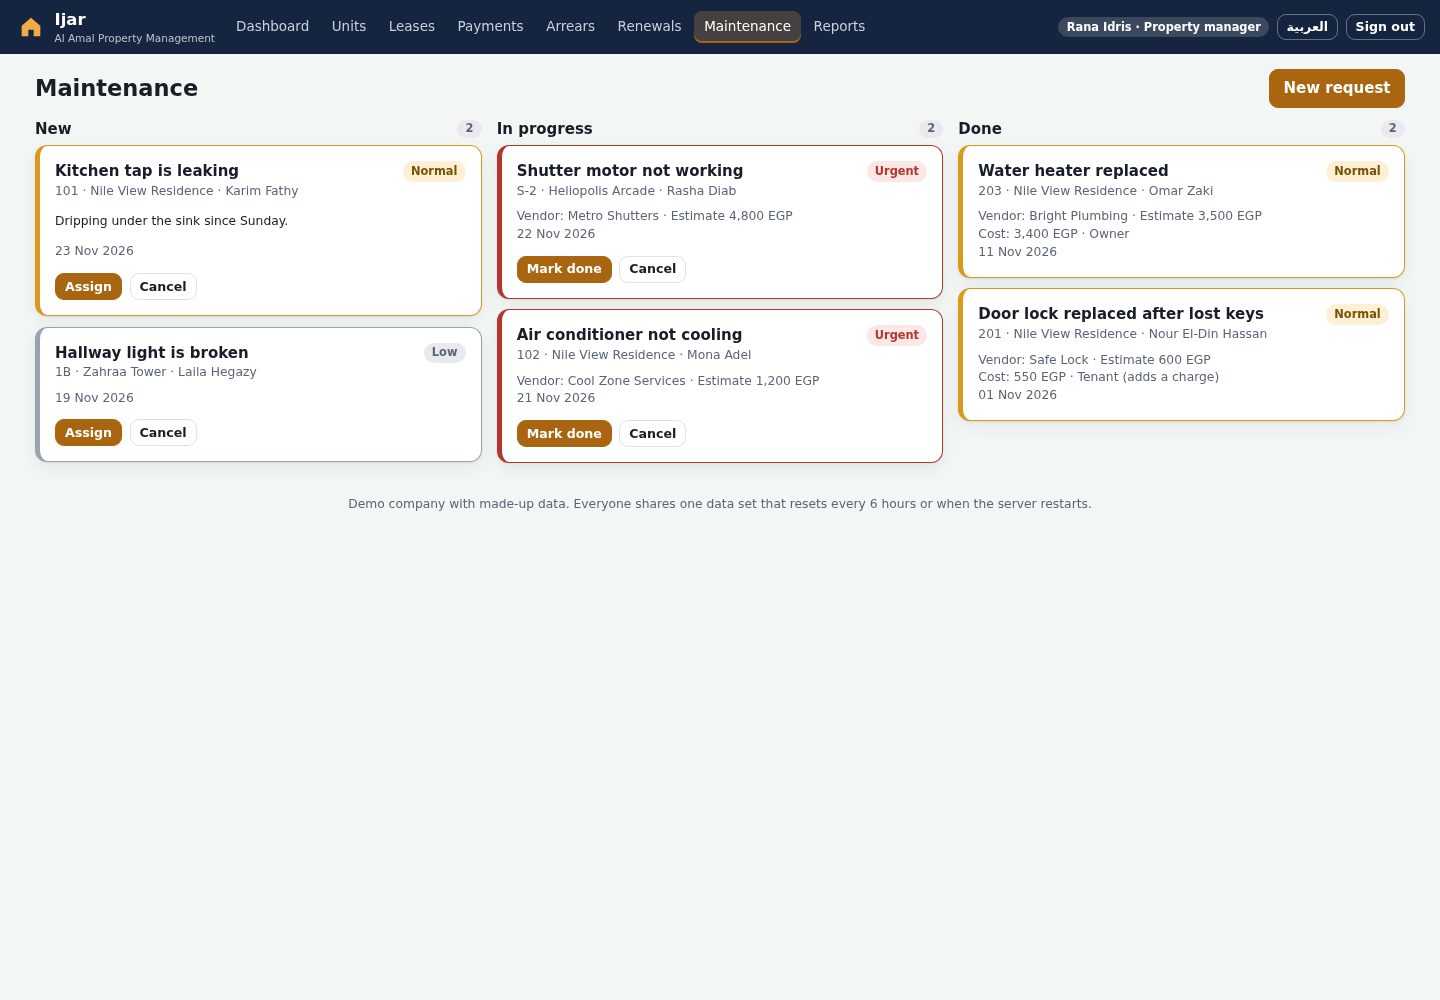 Ijar
Al Amal Property Management
Dashboard Units Leases Payments Arrears Renewals Maintenance Reports
Rana Idris · Property manager
العربية
Sign out
Maintenance
New request
New 2
Kitchen tap is leaking Normal
101 · Nile View Residence · Karim Fathy
Dripping under the sink since Sunday.
23 Nov 2026
Assign Cancel
Hallway light is broken Low
1B · Zahraa Tower · Laila Hegazy
19 Nov 2026
Assign Cancel
In progress 2
Shutter motor not working Urgent
S-2 · Heliopolis Arcade · Rasha Diab
Vendor: Metro Shutters · Estimate 4,800 EGP
22 Nov 2026
Mark done Cancel
Air conditioner not cooling Urgent
102 · Nile View Residence · Mona Adel
Vendor: Cool Zone Services · Estimate 1,200 EGP
21 Nov 2026
Mark done Cancel
Done 2
Water heater replaced Normal
203 · Nile View Residence · Omar Zaki
Vendor: Bright Plumbing · Estimate 3,500 EGP
Cost: 3,400 EGP · Owner
11 Nov 2026
Door lock replaced after lost keys Normal
201 · Nile View Residence · Nour El-Din Hassan
Vendor: Safe Lock · Estimate 600 EGP
Cost: 550 EGP · Tenant (adds a charge)
01 Nov 2026
Demo company with made-up data. Everyone shares one data set that resets every 6 hours or when the server restarts.